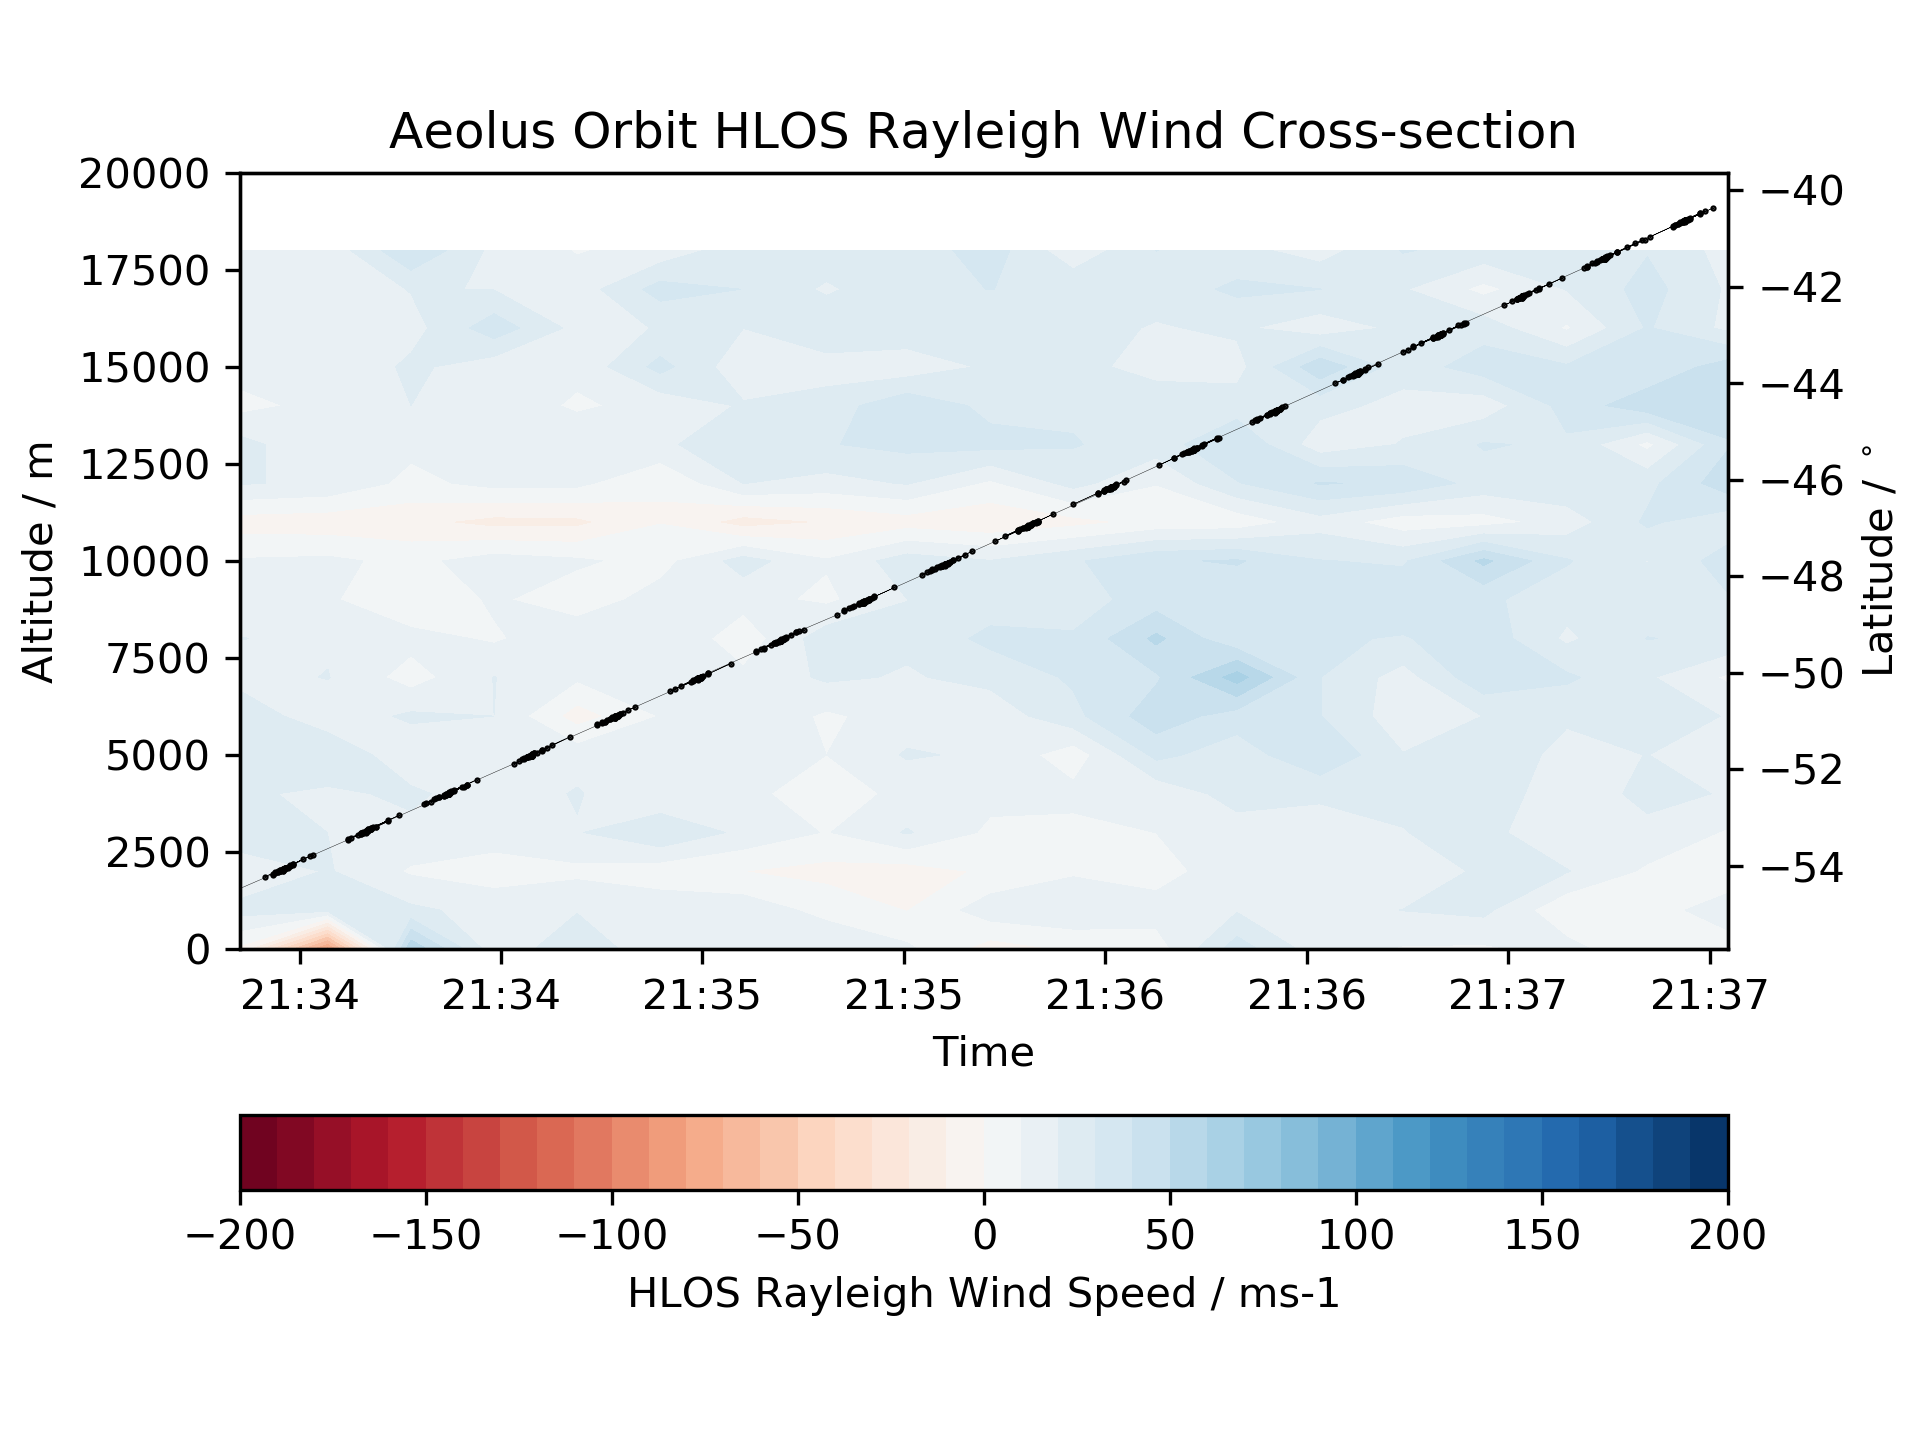 Aeolus Orbit HLOS Rayleigh Wind Cross-section
20000
17500
15000
12500
10000
7500
5000
2500
0
Altitude / m
−40
−42
−44
−46
−48
−50
−52
−54
Latitude / °
21:34 21:34 21:35 21:35 21:36 21:36 21:37 21:37
Time
−200 −150 −100 −50 0 50 100 150 200
HLOS Rayleigh Wind Speed / ms-1